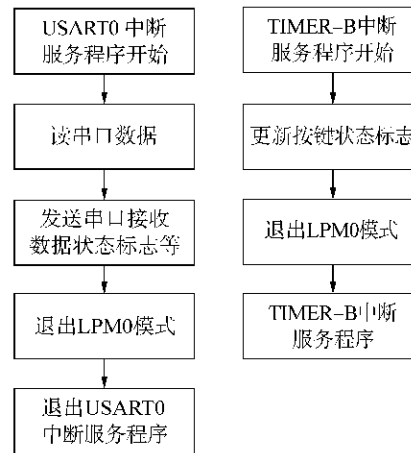 USART0 中断
服务程序开始
读串口数据
发送串口接收
数据状态标志等
退出LPM0模式
退出USART0
中断服务程序
TIMER-B中断
服务程序开始
更新按键状态标志
退出LPM0模式
TIMER-B中断
服务程序